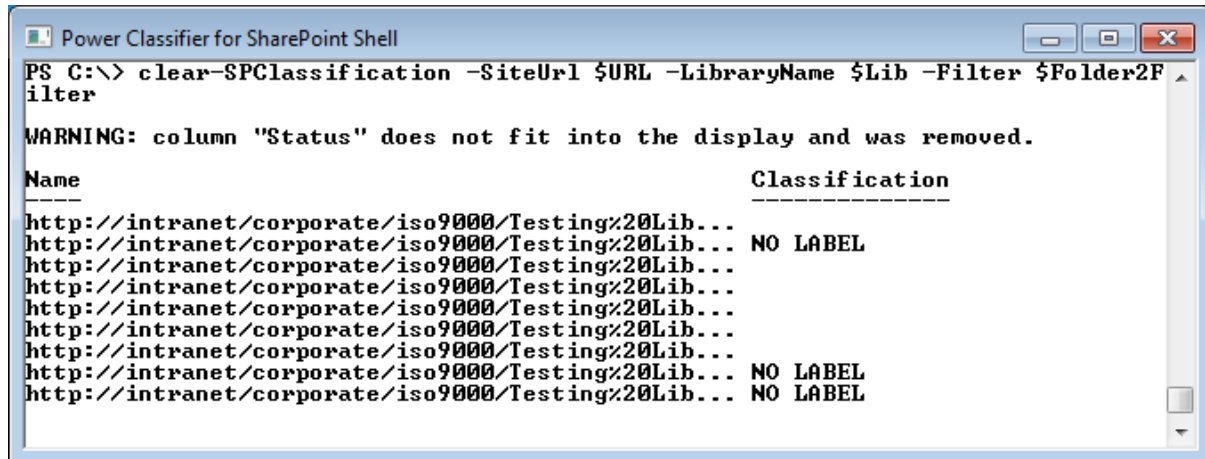 Power Classifier for SharePoint Shell
PS C:\> clear-SPClassification -SiteUrl $URL -LibraryName $Lib -Filter $Folder2F
ilter
WARNING: column "Status" does not fit into the display and was removed.
Name Classification
---- --------------
http://intranet/corporate/iso9000/Testing%20Lib...
http://intranet/corporate/iso9000/Testing%20Lib... NO LABEL
http://intranet/corporate/iso9000/Testing%20Lib...
http://intranet/corporate/iso9000/Testing%20Lib...
http://intranet/corporate/iso9000/Testing%20Lib...
http://intranet/corporate/iso9000/Testing%20Lib...
http://intranet/corporate/iso9000/Testing%20Lib...
http://intranet/corporate/iso9000/Testing%20Lib... NO LABEL
http://intranet/corporate/iso9000/Testing%20Lib... NO LABEL